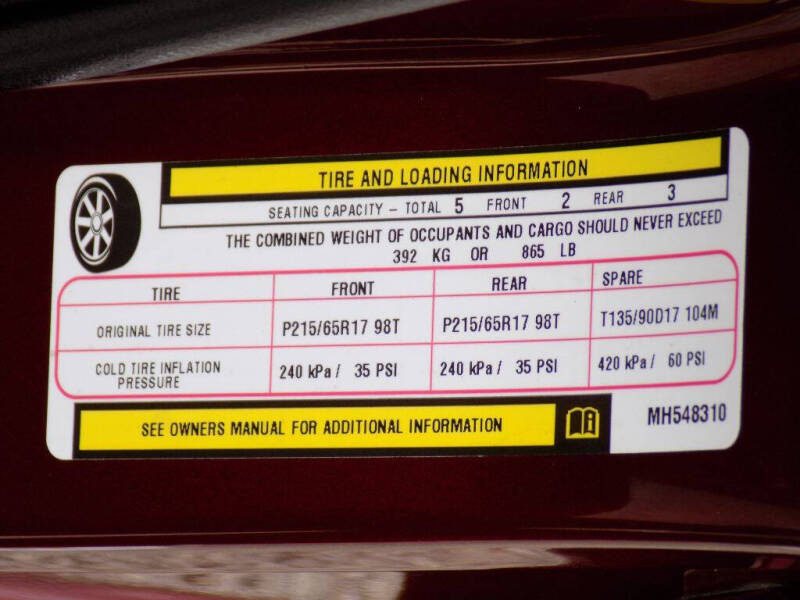 TIRE AND LOADING INFORMATION
SEATING CAPACITY – TOTAL 5 FRONT 2 REAR 3
THE COMBINED WEIGHT OF OCCUPANTS AND CARGO SHOULD NEVER EXCEED
392 KG OR 865 LB
TIRE FRONT REAR SPARE
ORIGINAL TIRE SIZE P215/65R17 98T P215/65R17 98T T135/90D17 104M
COLD TIRE INFLATION PRESSURE 240 kPa / 35 PSI 240 kPa / 35 PSI 420 kPa / 60 PSI
SEE OWNERS MANUAL FOR ADDITIONAL INFORMATION
MH548310